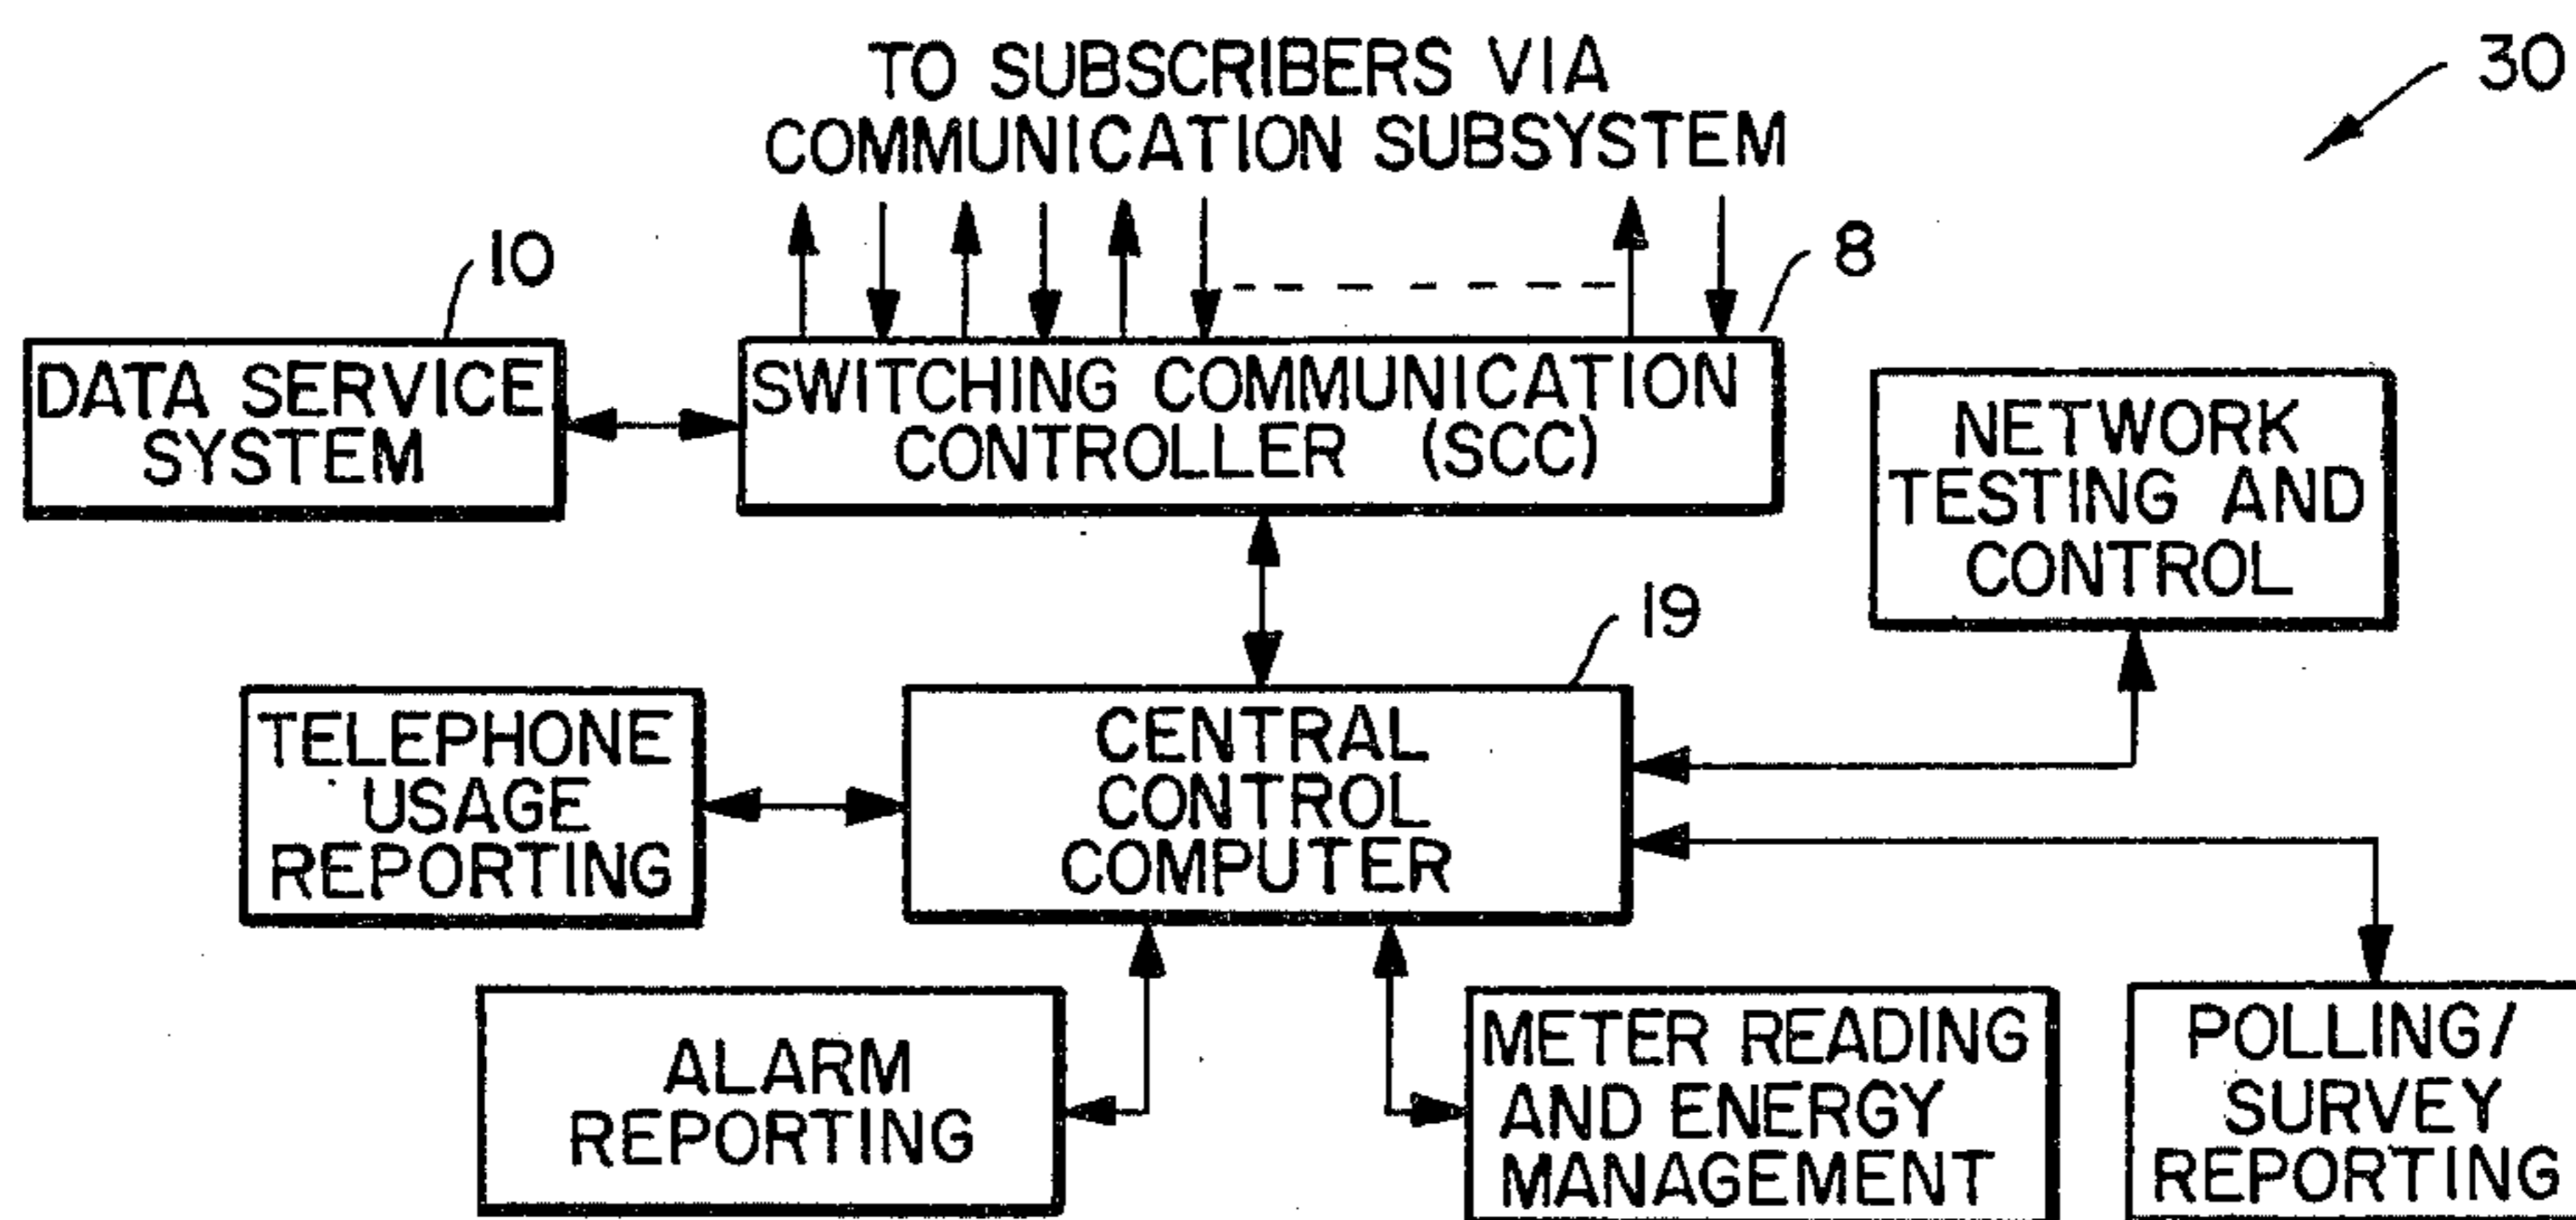 TO SUBSCRIBERS VIA
COMMUNICATION SUBSYSTEM
30
10
8
DATA SERVICE
SYSTEM
SWITCHING COMMUNICATION
CONTROLLER (SCC)
NETWORK
TESTING AND
CONTROL
19
TELEPHONE
USAGE
REPORTING
CENTRAL
CONTROL
COMPUTER
ALARM
REPORTING
METER READING
AND ENERGY
MANAGEMENT
POLLING/
SURVEY
REPORTING